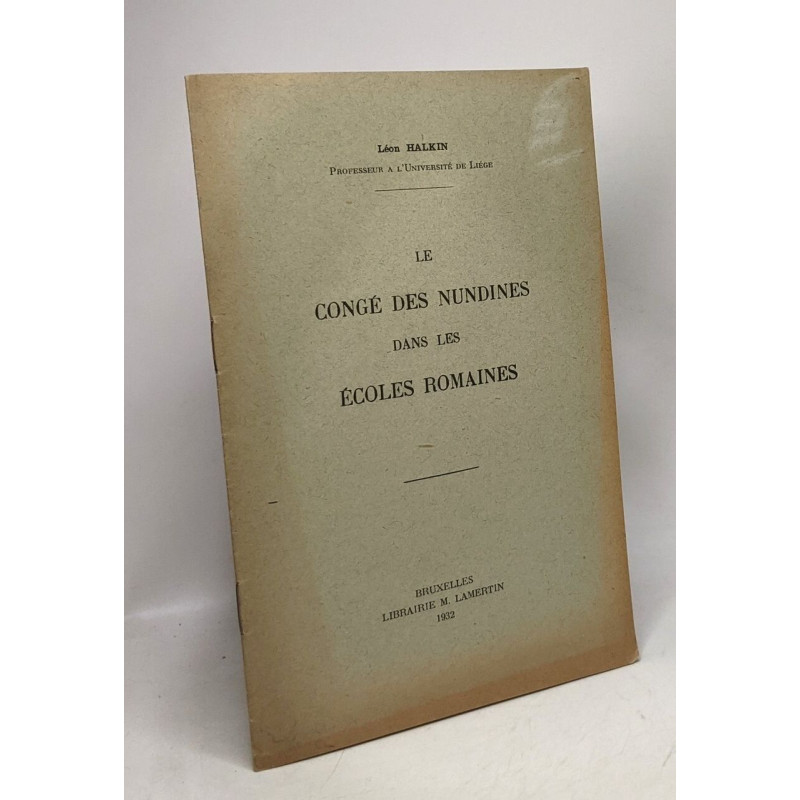 Léon HALKIN
PROFESSEUR A L'UNIVERSITÉ DE LIÉGE
LE
CONGÉ DES NUNDINES
DANS LES
ÉCOLES ROMAINES
BRUXELLES
LIBRAIRIE M. LAMERTIN
1932